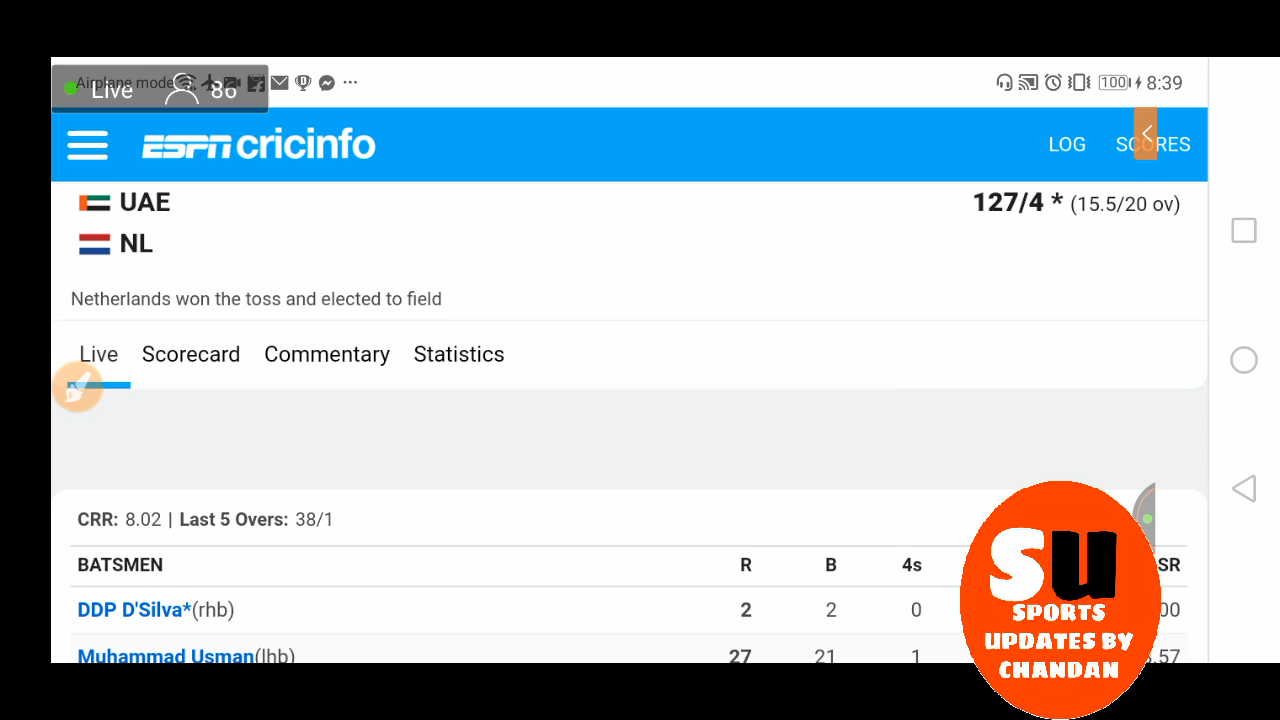 Airplane mode
Live 86
100 8:39
ESPN cricinfo
LOG SCORES
UAE 127/4 * (15.5/20 ov)
NL
Netherlands won the toss and elected to field
Live Scorecard Commentary Statistics
CRR: 8.02 | Last 5 Overs: 38/1
BATSMEN R B 4s SR
DDP D'Silva*(rhb) 2 2 0 00
Muhammad Usman(lhb) 27 21 1 .57
SU
SPORTS
UPDATES BY
CHANDAN